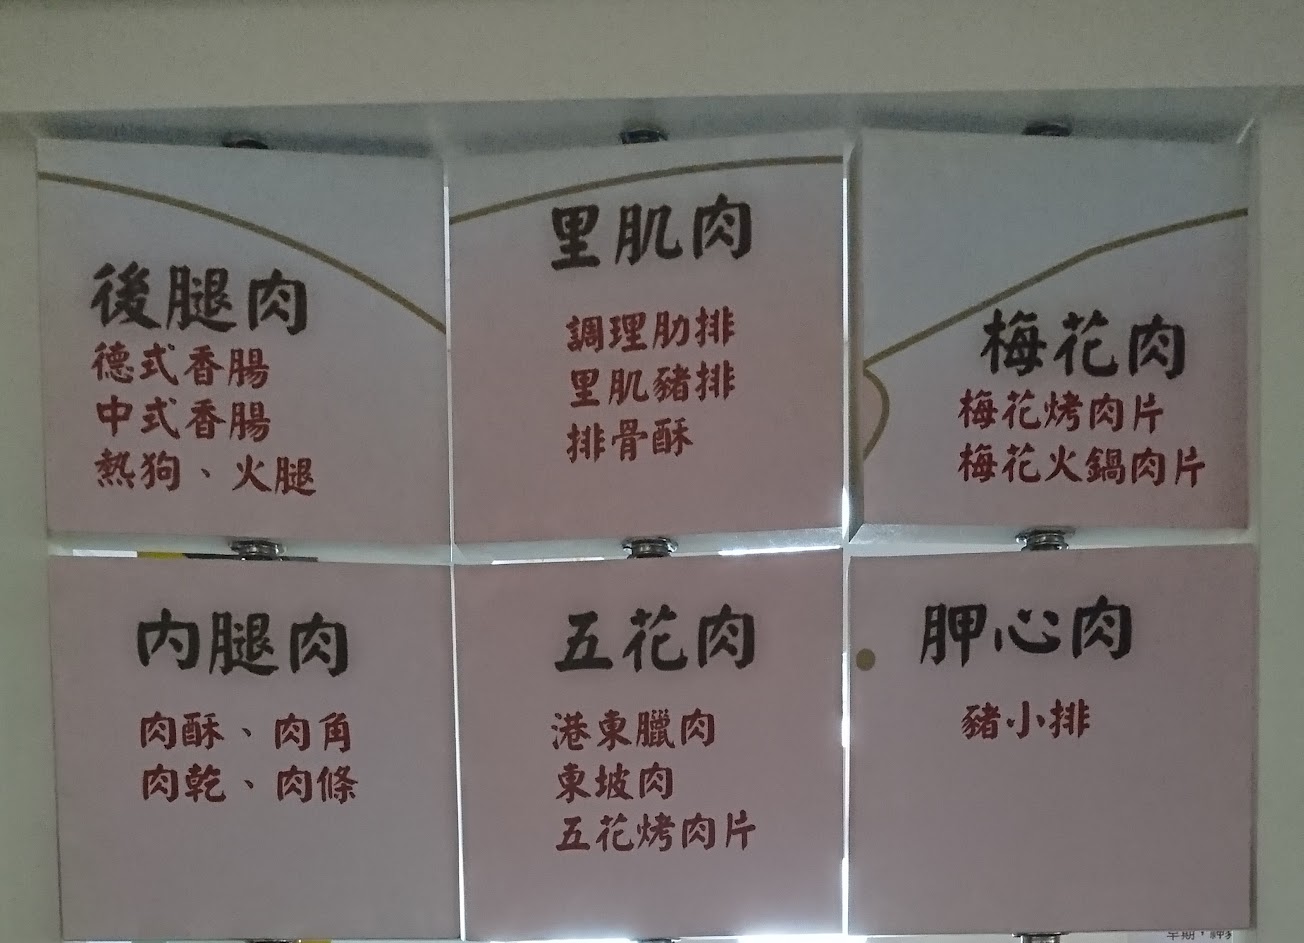 後腿肉
德式香腸
中式香腸
熱狗、火腿
里肌肉
調理肋排
里肌豬排
排骨酥
梅花肉
梅花烤肉片
梅花火鍋肉片
內腿肉
肉酥、肉角
肉乾、肉條
五花肉
港東臘肉
東坡肉
五花烤肉片
胛心肉
豬小排